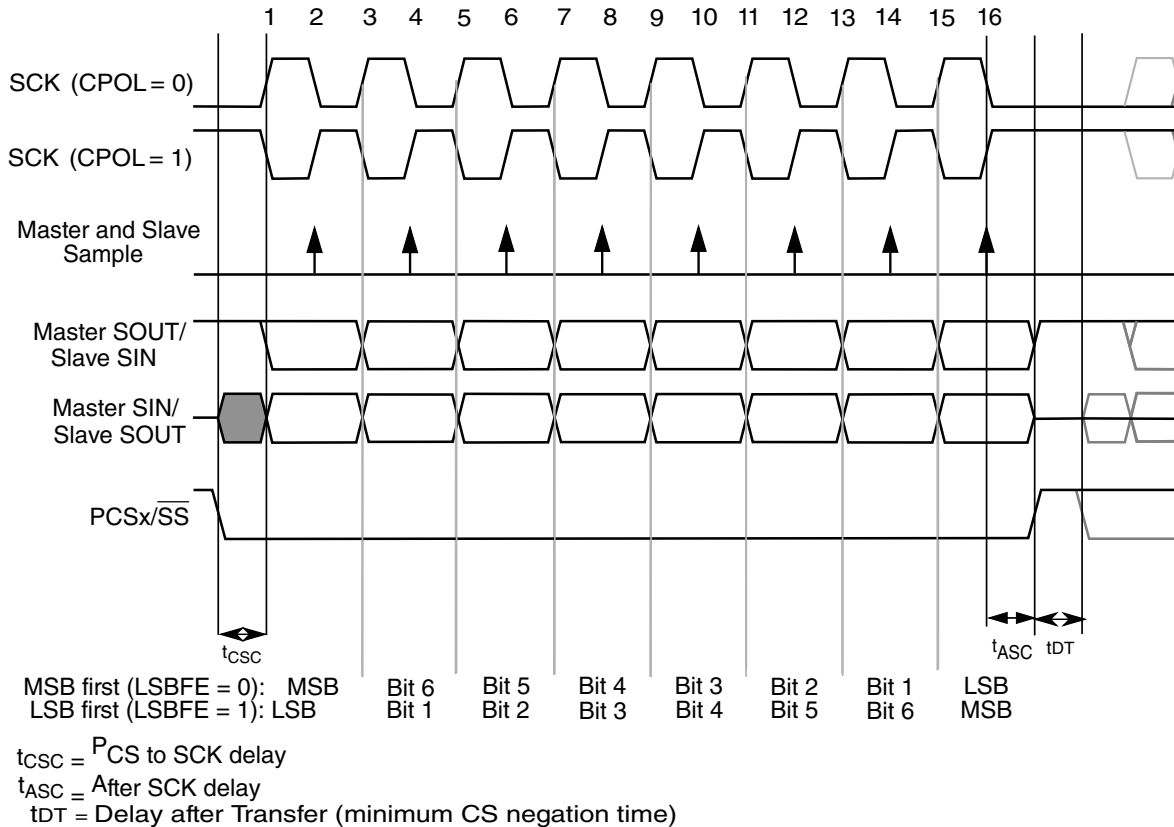 1 2 3 4 5 6 7 8 9 10 11 12 13 14 15 16
SCK (CPOL = 0)
SCK (CPOL = 1)
Master and Slave
Sample
Master SOUT/
Slave SIN
Master SIN/
Slave SOUT
PCSx/SS
tCSC
tASC
tDT
MSB first (LSBFE = 0): MSB Bit 6 Bit 5 Bit 4 Bit 3 Bit 2 Bit 1 LSB
LSB first (LSBFE = 1): LSB Bit 1 Bit 2 Bit 3 Bit 4 Bit 5 Bit 6 MSB
tCSC = PCS to SCK delay
tASC = After SCK delay
tDT = Delay after Transfer (minimum CS negation time)